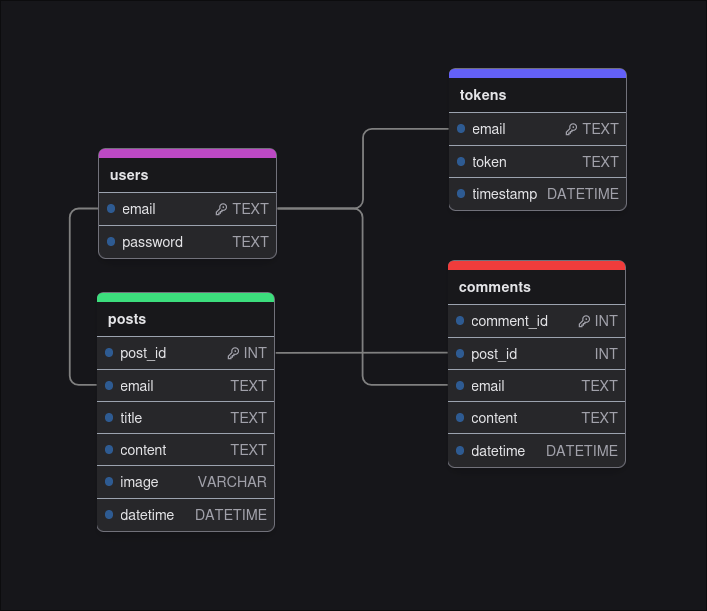 users
email TEXT
password TEXT
posts
post_id INT
email TEXT
title TEXT
content TEXT
image VARCHAR
datetime DATETIME
tokens
email TEXT
token TEXT
timestamp DATETIME
comments
comment_id INT
post_id INT
email TEXT
content TEXT
datetime DATETIME